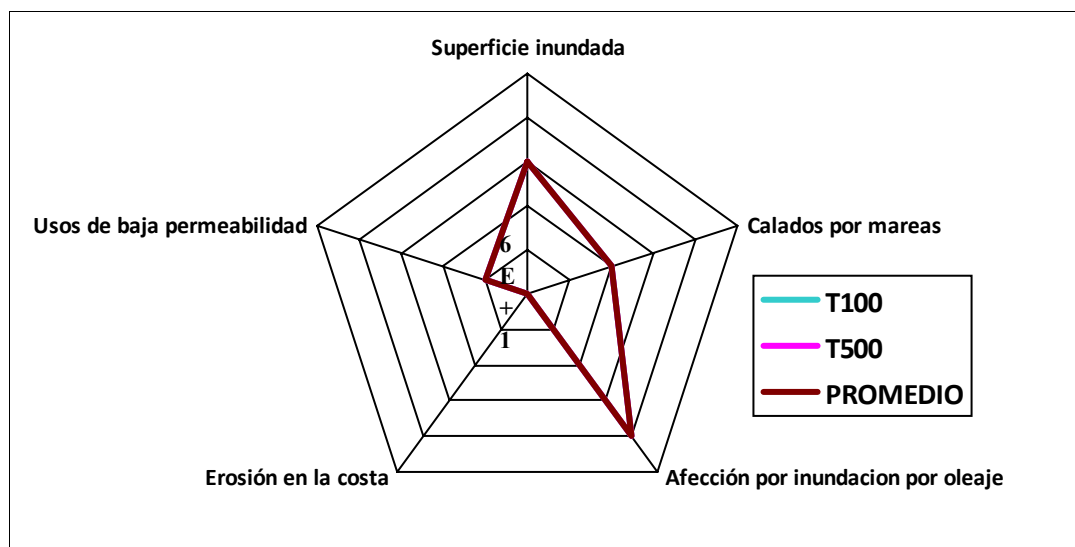 Superficie inundada
Usos de baja permeabilidad
Calados por mareas
6
E
+
1
T100
T500
PROMEDIO
Erosión en la costa
Afección por inundacion por oleaje